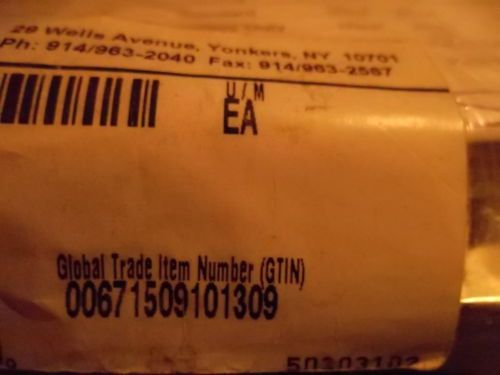 29 Wells Avenue, Yonkers, NY 10701
Ph: 914/963-2040 Fax: 914/963-2567
U / M
EA
Global Trade Item Number (GTIN)
00671509101309
50303102